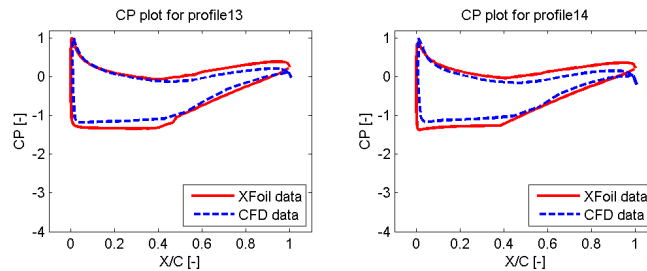 CP plot for profile13
1
0
-1
-2
-3
-4
CP [-]
0 0.2 0.4 0.6 0.8 1
X/C [-]
XFoil data
CFD data
CP plot for profile14
1
0
-1
-2
-3
-4
CP [-]
0 0.2 0.4 0.6 0.8 1
X/C [-]
XFoil data
CFD data